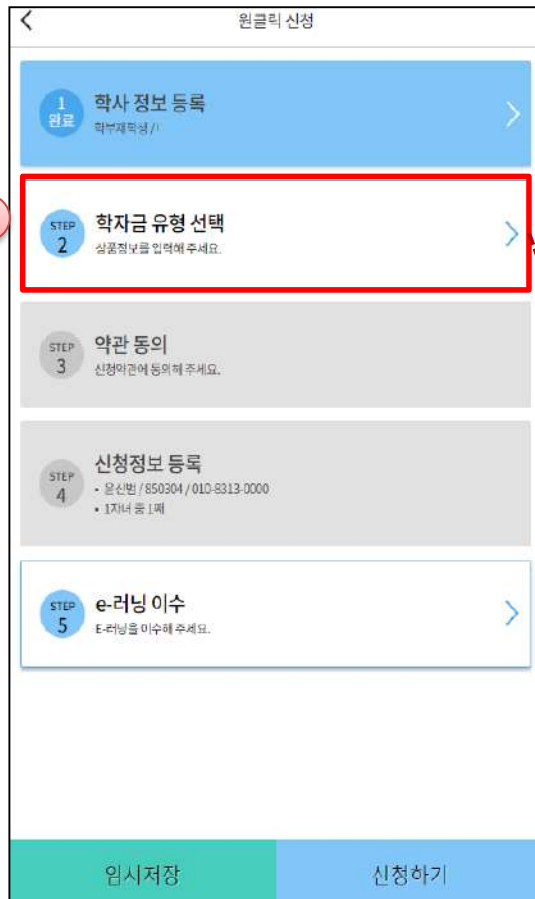 원클릭 신청
1
완료
학사 정보 등록
학부재학생 /
STEP
2
학자금 유형 선택
상품정보를 입력해 주세요.
STEP
3
약관 동의
신청약관에 동의해 주세요.
STEP
4
신청정보 등록
• 윤신범 / 850304 / 010-8313-0000
• 1자녀 중 1째
STEP
5
e-러닝 이수
E-러닝을 이수해 주세요.
임시저장
신청하기